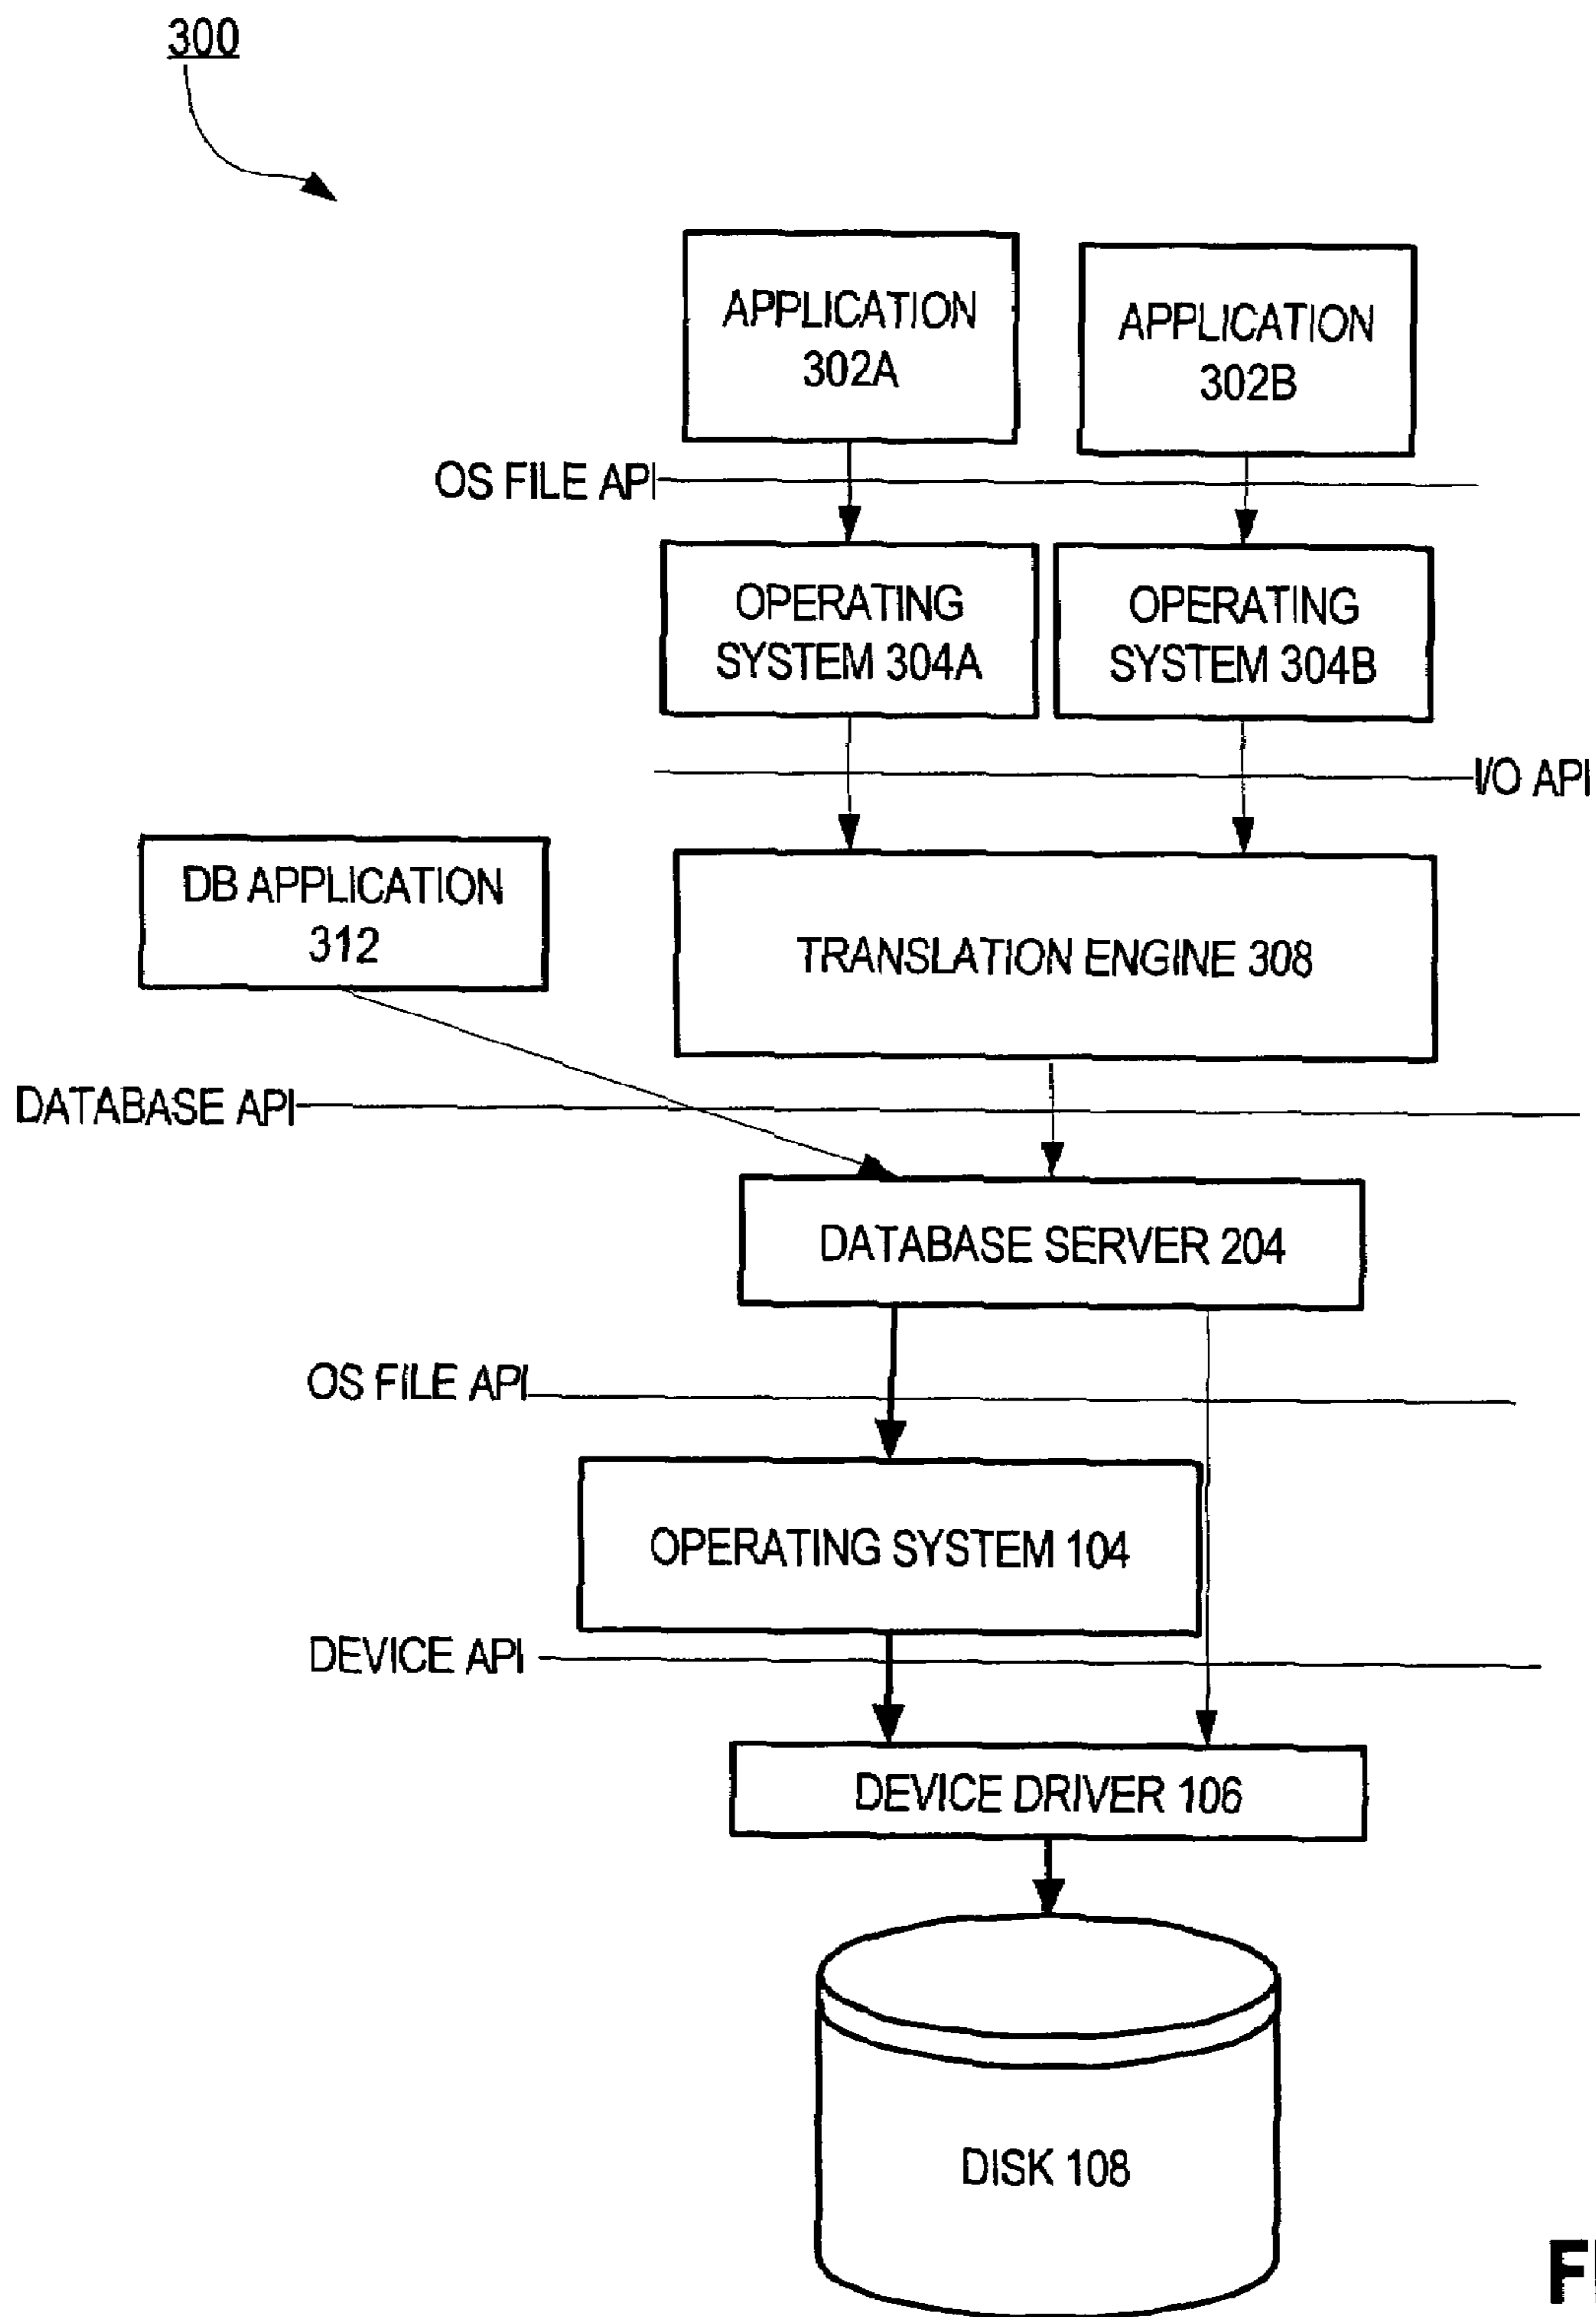 300
APPLICATION
302A
APPLICATION
302B
OS FILE API
OPERATING
SYSTEM 304A
OPERATING
SYSTEM 304B
I/O API
DB APPLICATION
312
TRANSLATION ENGINE 308
DATABASE API
DATABASE SERVER 204
OS FILE API
OPERATING SYSTEM 104
DEVICE API
DEVICE DRIVER 106
DISK 108